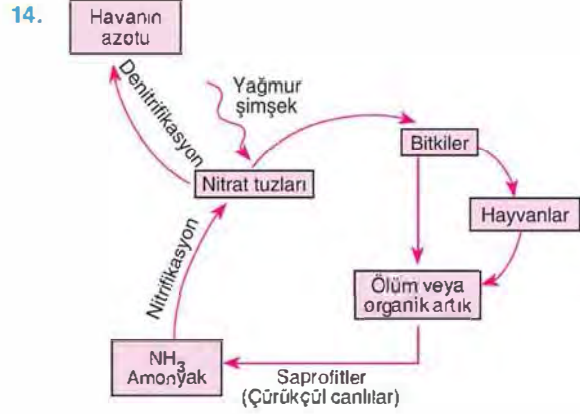 14.
Havanın
azotu
Denitrifikasyon
Yağmur
şimşek
Bitkiler
Nitrat tuzları
Hayvanlar
Nitrifikasyon
Ölüm veya
organik artık
NH3
Amonyak
Saprofitler
(Çürükçül canlılar)